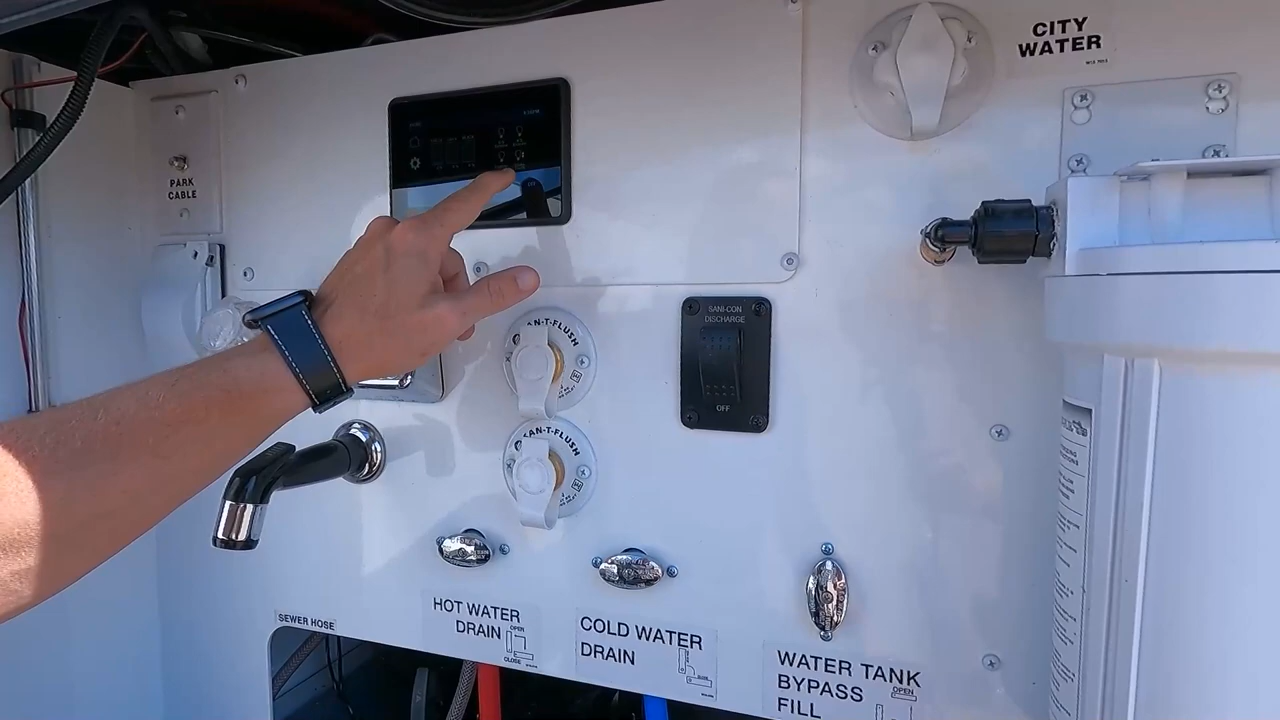 CITY
WATER
PARK
CABLE
SAN-T-FLUSH
SANI-CON
DISCHARGE
OFF
SAN-T-FLUSH
SEWER HOSE
HOT WATER
DRAIN
OPEN
CLOSE
COLD WATER
DRAIN
WATER TANK
BYPASS
FILL
OPEN